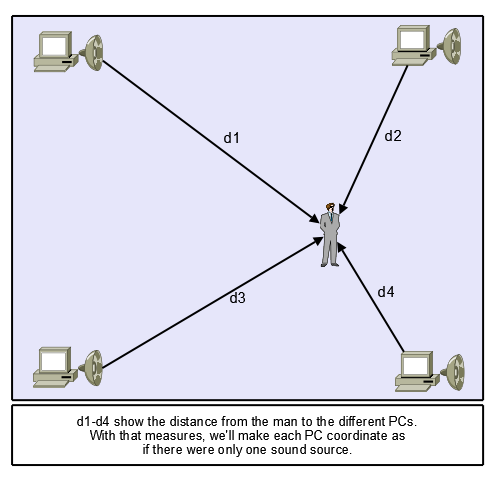 d1
d2
d3
d4
d1-d4 show the distance from the man to the different PCs.
With that measures, we'll make each PC coordinate as
if there were only one sound source.